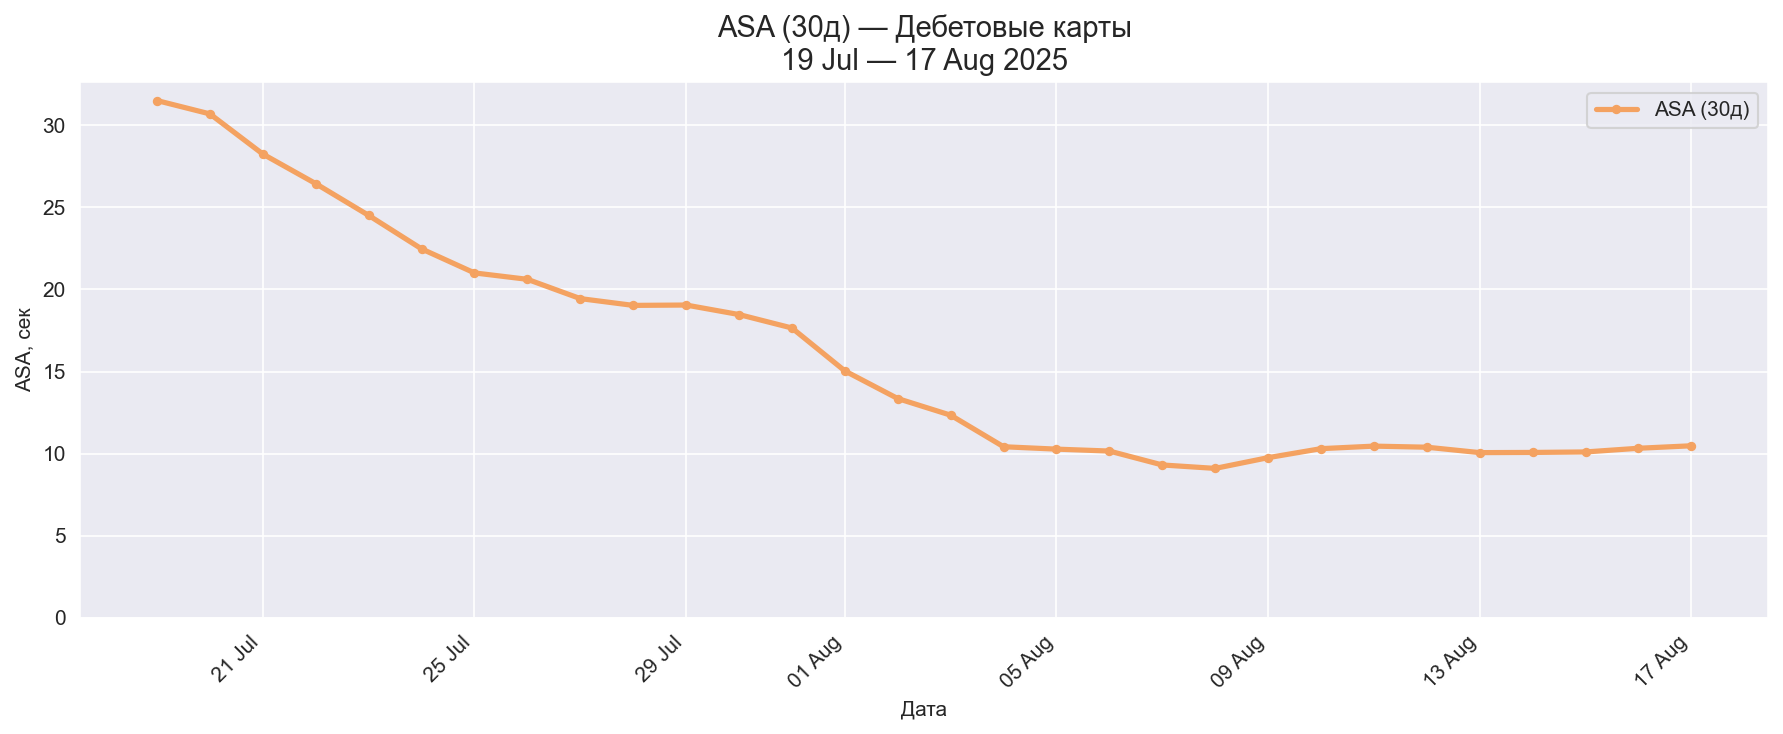 ASA (30д) — Дебетовые карты
19 Jul — 17 Aug 2025
ASA (30д)
ASA, сек
30
25
20
15
10
5
0
21 Jul
25 Jul
29 Jul
01 Aug
05 Aug
09 Aug
13 Aug
17 Aug
Дата